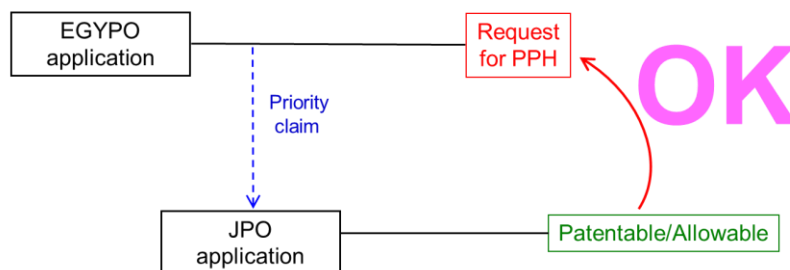 EGYPO
application
Request
for PPH
OK
Priority
claim
JPO
application
Patentable/Allowable